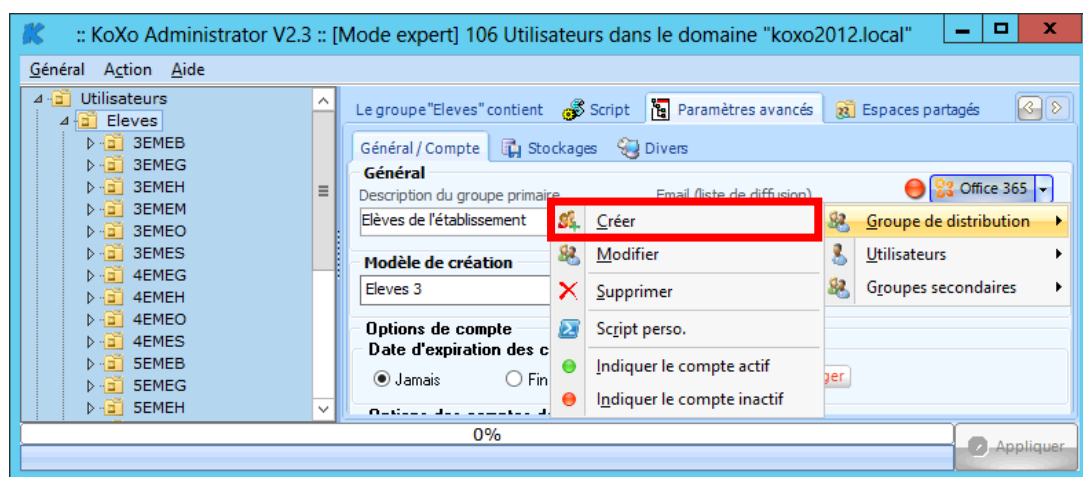 :: KoXo Administrator V2.3 :: [Mode expert] 106 Utilisateurs dans le domaine "koxo2012.local"
Général Action Aide
Utilisateurs
Eleves
3EMEB
3EMEG
3EMEH
3EMEM
3EMEO
3EMES
4EMEG
4EMEH
4EMEO
4EMES
5EMEB
5EMEG
5EMEH
Le groupe "Eleves" contient Script Paramètres avancés Espaces partagés
Général / Compte Stockages Divers
Général
Description du groupe primaire Email (liste de diffusion) Office 365
Elèves de l'établissement
Modèle de création
Eleves 3
Options de compte
Date d'expiration des c
Jamais Fin
Créer
Modifier
Supprimer
Script perso.
Indiquer le compte actif
Indiquer le compte inactif
Groupe de distribution
Utilisateurs
Groupes secondaires
ger
0%
Appliquer